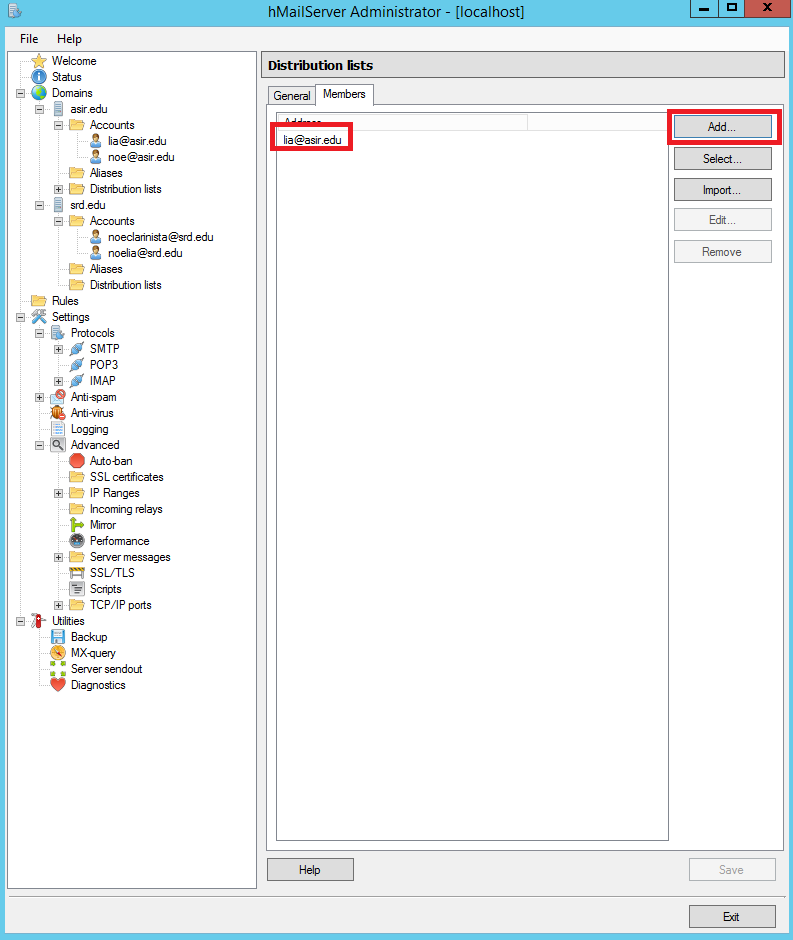 hMailServer Administrator - [localhost]
File Help
Welcome
Status
Domains
asir.edu
Accounts
lia@asir.edu
noe@asir.edu
Aliases
Distribution lists
srd.edu
Accounts
noeclarinista@srd.edu
noelia@srd.edu
Aliases
Distribution lists
Rules
Settings
Protocols
SMTP
POP3
IMAP
Anti-spam
Anti-virus
Logging
Advanced
Auto-ban
SSL certificates
IP Ranges
Incoming relays
Mirror
Performance
Server messages
SSL/TLS
Scripts
TCP/IP ports
Utilities
Backup
MX-query
Server sendout
Diagnostics
Distribution lists
General Members
Address
lia@asir.edu
Add...
Select...
Import...
Edit...
Remove
Help Save
Exit